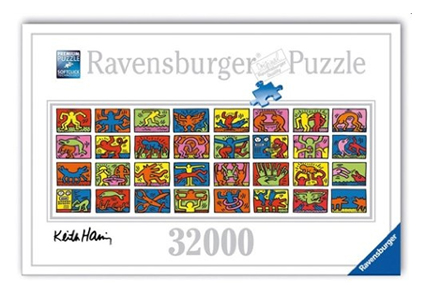 PREMIUM
PUZZLE
SOFTCLICK
Ravensburger Puzzle
Keith Haring
32000
Ravensburger